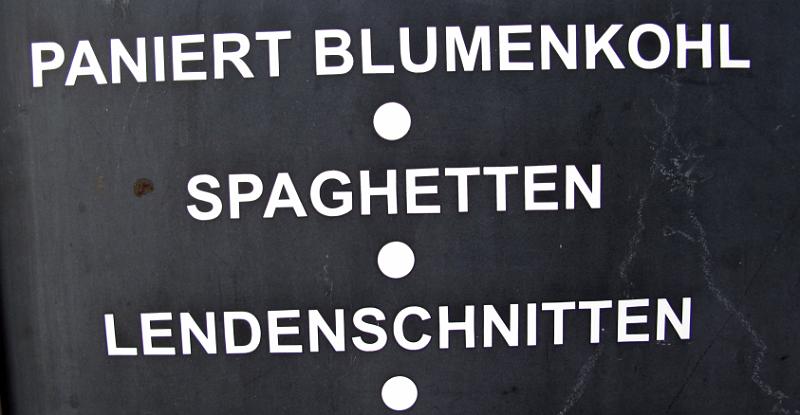 PANIERT BLUMENKOHL
SPAGHETTEN
LENDENSCHNITTEN